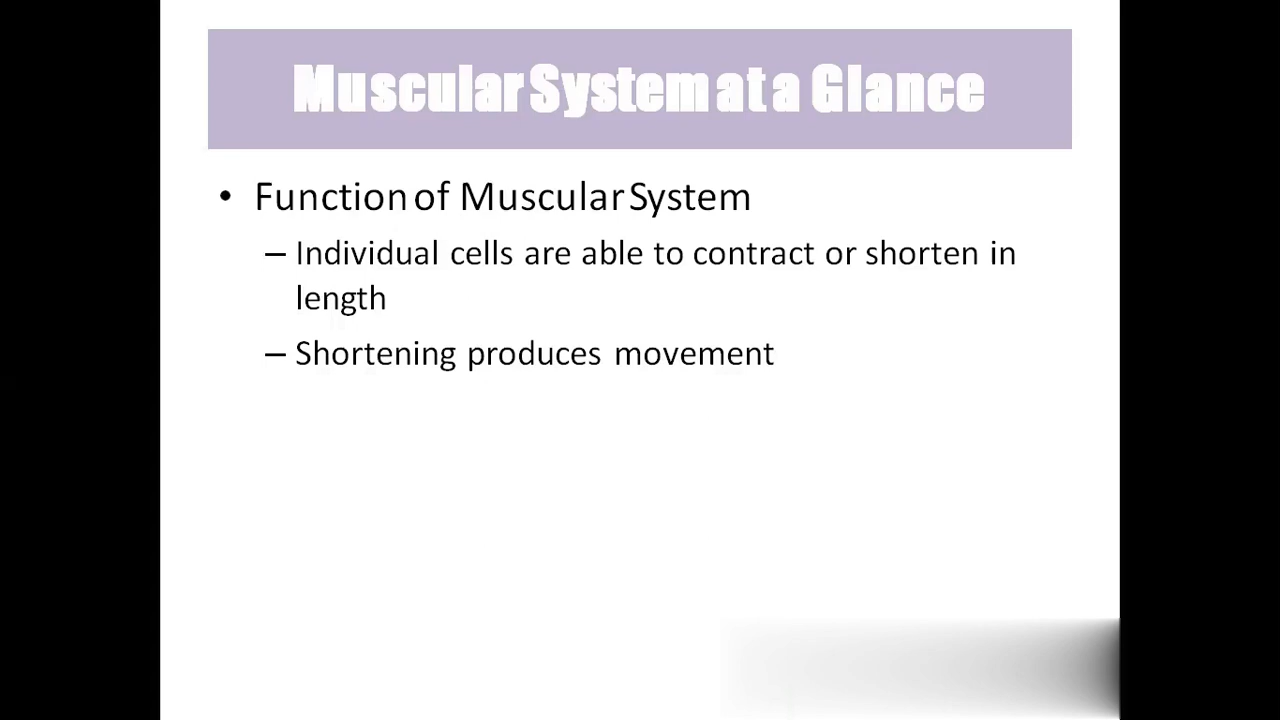 Muscular System at a Glance
• Function of Muscular System
– Individual cells are able to contract or shorten in
length
– Shortening produces movement